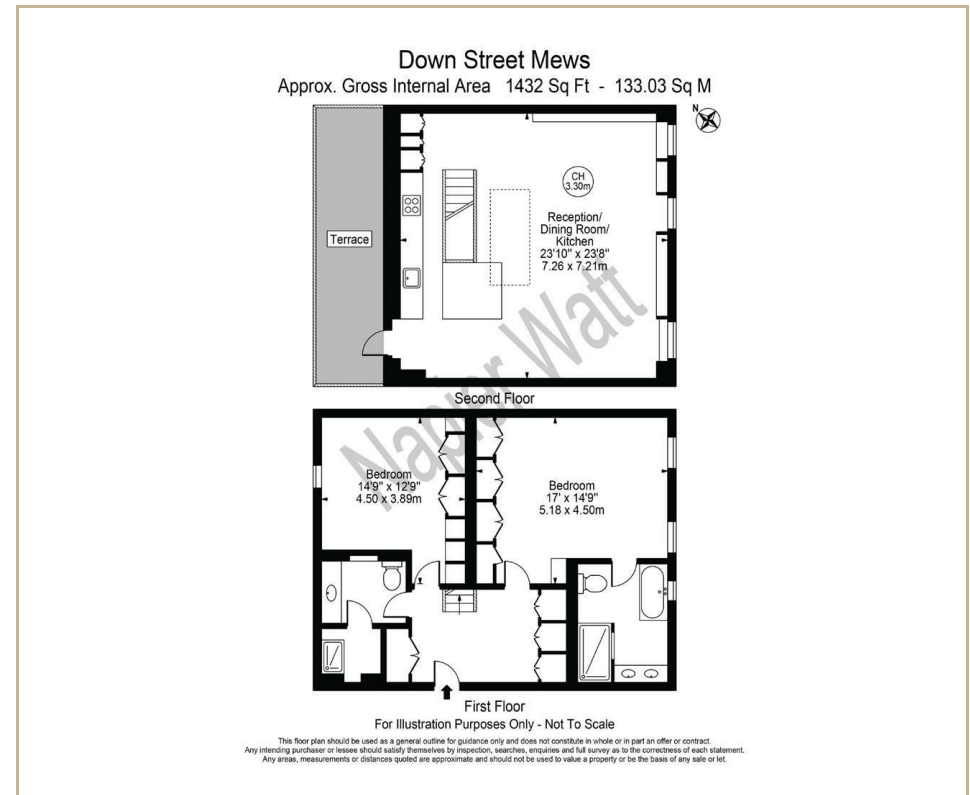 Down Street Mews
Approx. Gross Internal Area 1432 Sq Ft - 133.03 Sq M
N
CH
3.30m
Reception/
Dining Room/
Kitchen
23'10" x 23'8"
7.26 x 7.21m
Terrace
Napier Watt
Second Floor
Bedroom
14'9" x 12'9"
4.50 x 3.89m
Bedroom
17' x 14'9"
5.18 x 4.50m
First Floor
For Illustration Purposes Only - Not To Scale
This floor plan should be used as a general outline for guidance only and does not constitute in whole or in part an offer or contract.
Any intending purchaser or lessee should satisfy themselves by inspection, searches, enquiries and full survey as to the correctness of each statement.
Any areas, measurements or distances quoted are approximate and should not be used to value a property or be the basis of any sale or let.